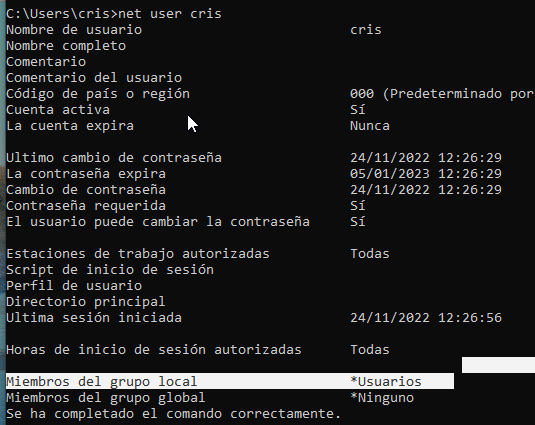 C:\Users\cris>net user cris
Nombre de usuario cris
Nombre completo
Comentario
Comentario del usuario
Código de país o región 000 (Predeterminado por
Cuenta activa Sí
La cuenta expira Nunca
Ultimo cambio de contraseña 24/11/2022 12:26:29
La contraseña expira 05/01/2023 12:26:29
Cambio de contraseña 24/11/2022 12:26:29
Contraseña requerida Sí
El usuario puede cambiar la contraseña Sí
Estaciones de trabajo autorizadas Todas
Script de inicio de sesión
Perfil de usuario
Directorio principal
Ultima sesión iniciada 24/11/2022 12:26:56
Horas de inicio de sesión autorizadas Todas
Miembros del grupo local *Usuarios
Miembros del grupo global *Ninguno
Se ha completado el comando correctamente.